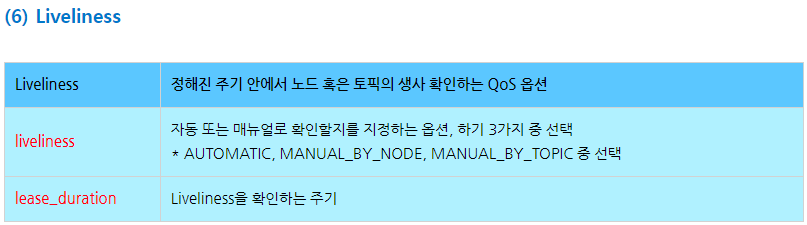 (6) Liveliness
Liveliness
정해진 주기 안에서 노드 혹은 토픽의 생사 확인하는 QoS 옵션
liveliness
자동 또는 매뉴얼로 확인할지를 지정하는 옵션, 하기 3가지 중 선택
* AUTOMATIC, MANUAL_BY_NODE, MANUAL_BY_TOPIC 중 선택
lease_duration
Liveliness을 확인하는 주기